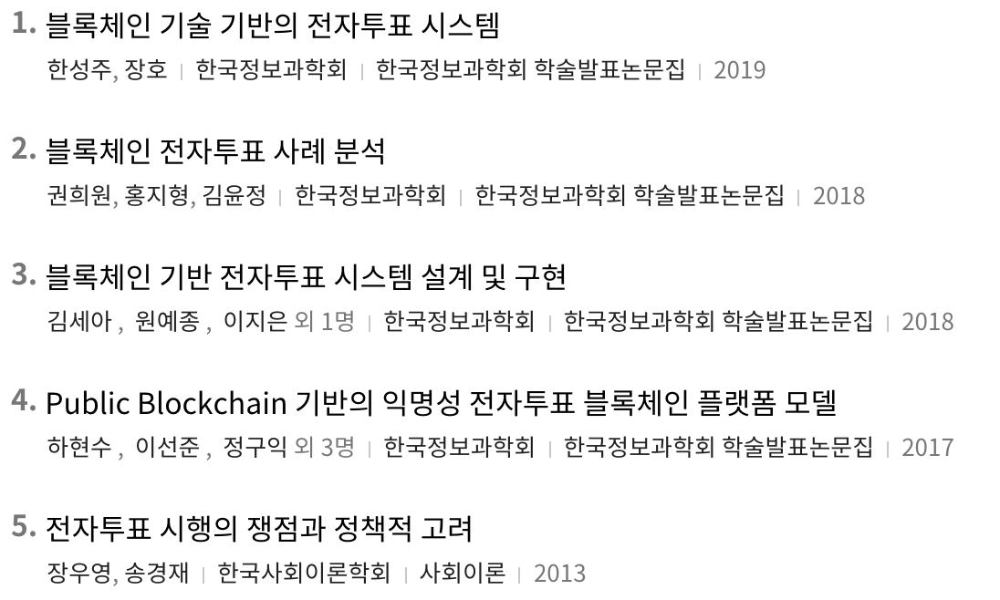 1. 블록체인 기술 기반의 전자투표 시스템
한성주, 장호 | 한국정보과학회 | 한국정보과학회 학술발표논문집 | 2019
2. 블록체인 전자투표 사례 분석
권희원, 홍지형, 김윤정 | 한국정보과학회 | 한국정보과학회 학술발표논문집 | 2018
3. 블록체인 기반 전자투표 시스템 설계 및 구현
김세아 , 원예종 , 이지은 외 1명 | 한국정보과학회 | 한국정보과학회 학술발표논문집 | 2018
4. Public Blockchain 기반의 익명성 전자투표 블록체인 플랫폼 모델
하현수 , 이선준 , 정구익 외 3명 | 한국정보과학회 | 한국정보과학회 학술발표논문집 | 2017
5. 전자투표 시행의 쟁점과 정책적 고려
장우영, 송경재 | 한국사회이론학회 | 사회이론 | 2013